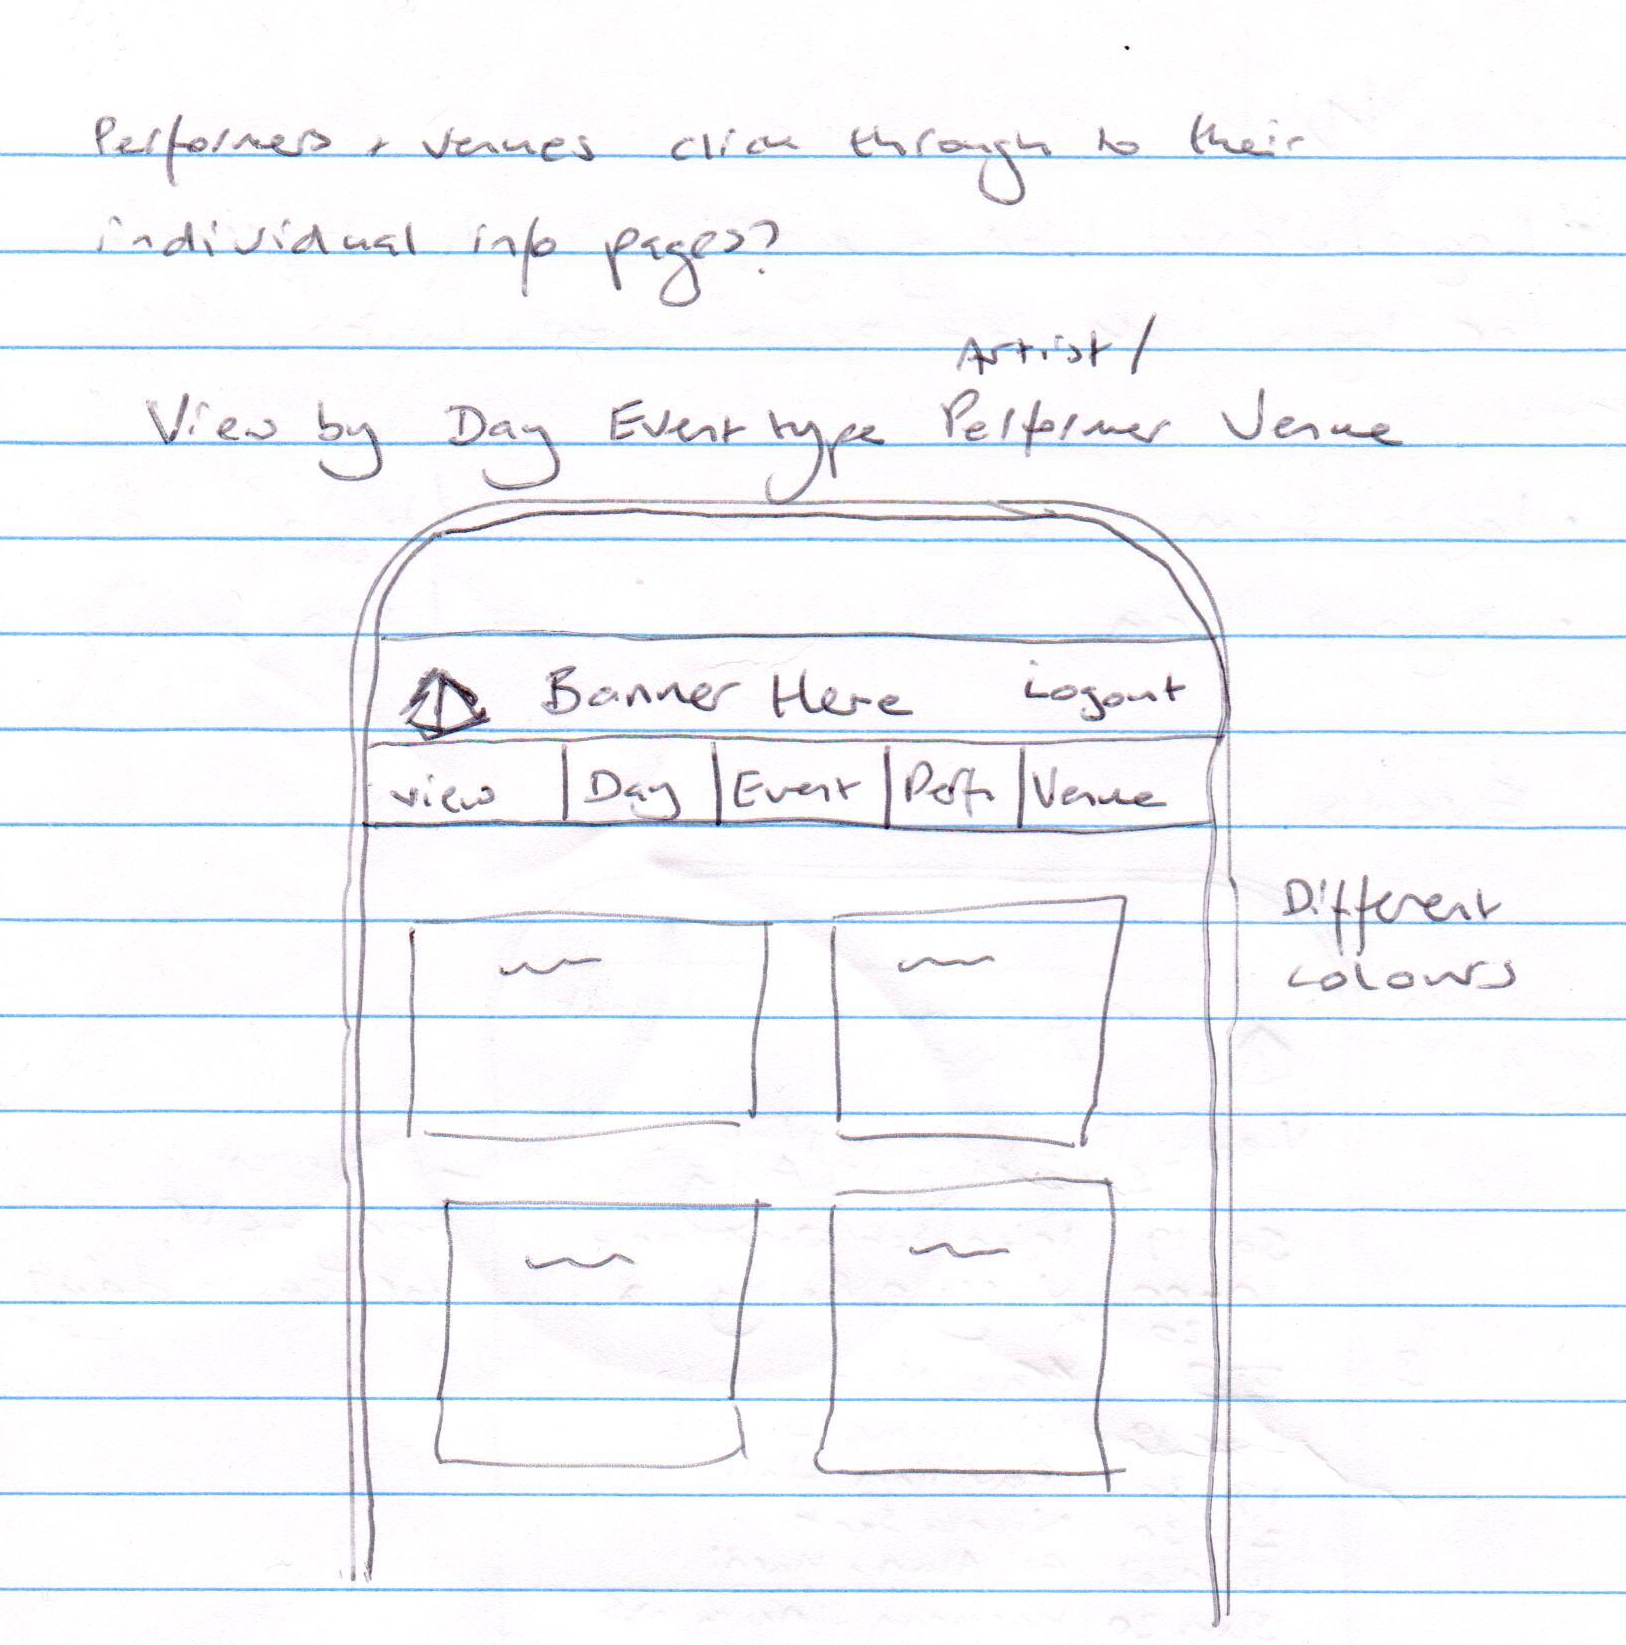 Performers + venues click through to their
individual info pages?
Artist/
View by Day Event type Performer Venue
Banner Here Logout
view Day Event Perf. Venue
Different
colours